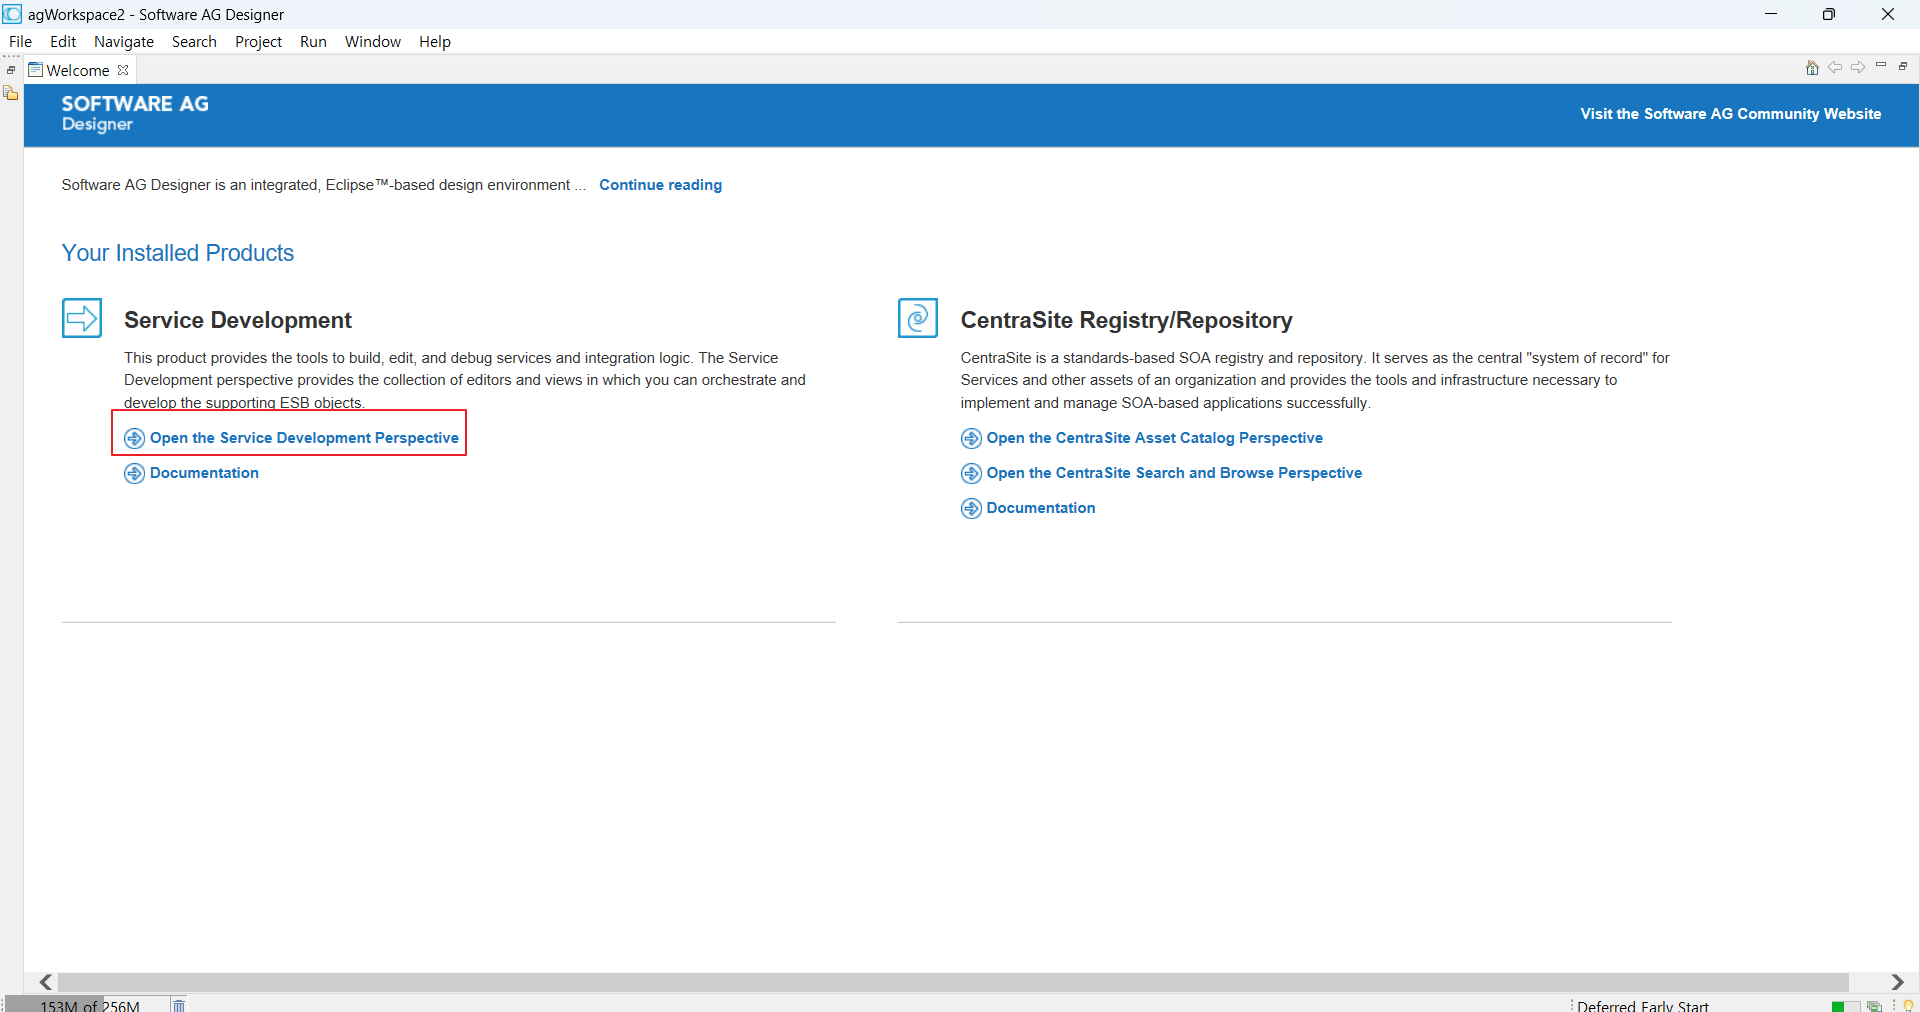 agWorkspace2 - Software AG Designer
File Edit Navigate Search Project Run Window Help
Welcome
SOFTWARE AG
Designer
Visit the Software AG Community Website
Software AG Designer is an integrated, Eclipse™-based design environment ... Continue reading
Your Installed Products
Service Development
This product provides the tools to build, edit, and debug services and integration logic. The Service
Development perspective provides the collection of editors and views in which you can orchestrate and
develop the supporting ESB objects.
Open the Service Development Perspective
Documentation
CentraSite Registry/Repository
CentraSite is a standards-based SOA registry and repository. It serves as the central "system of record" for
Services and other assets of an organization and provides the tools and infrastructure necessary to
implement and manage SOA-based applications successfully.
Open the CentraSite Asset Catalog Perspective
Open the CentraSite Search and Browse Perspective
Documentation
153M of 256M
Deferred Early Start